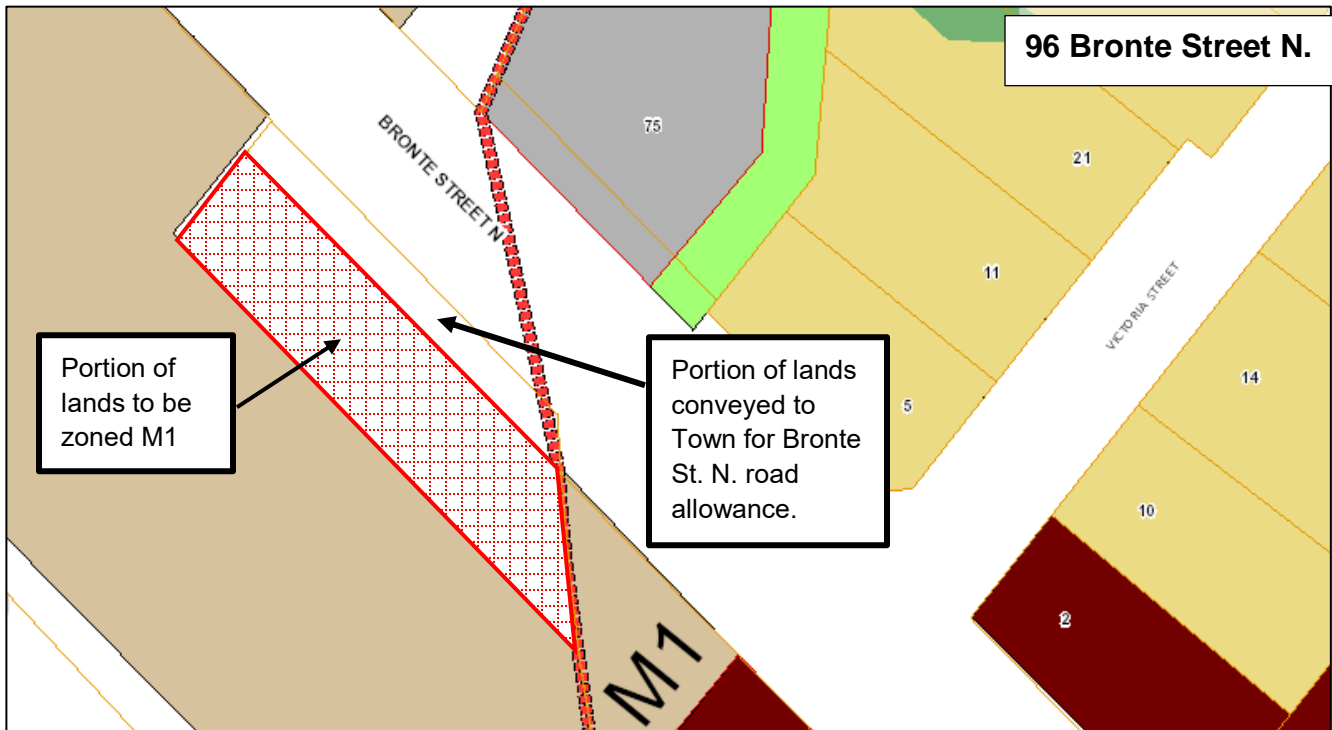 96 Bronte Street N.
75
BRONTE STREET N
21
11
VICTORIA STREET
14
5
10
2
Portion of
lands to be
zoned M1
Portion of lands
conveyed to
Town for Bronte
St. N. road
allowance.
M1